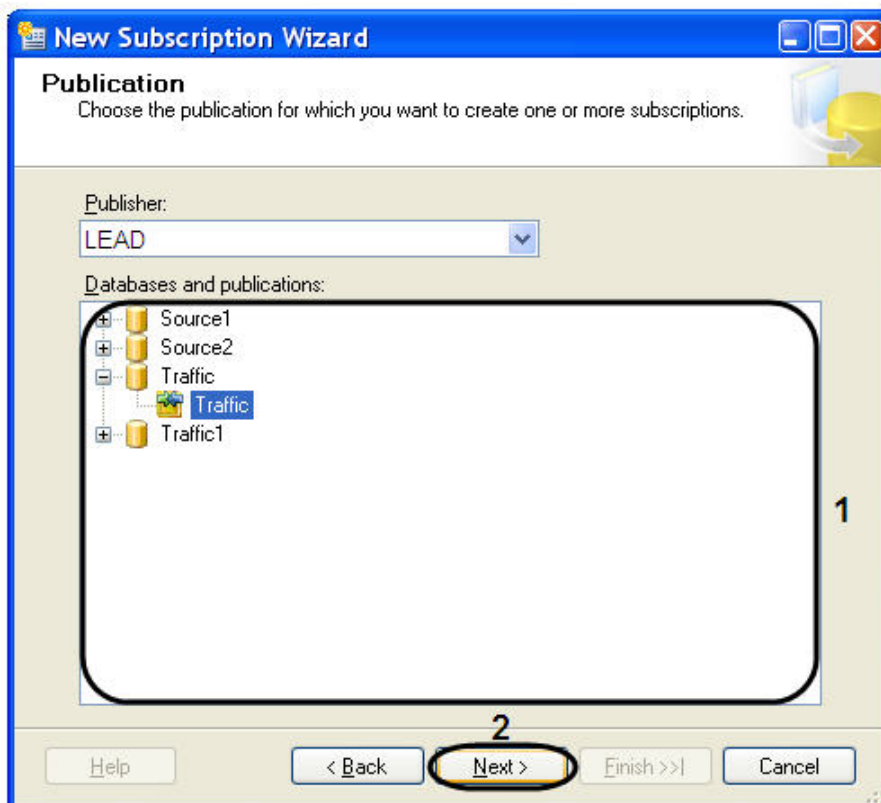 New Subscription Wizard
Publication
Choose the publication for which you want to create one or more subscriptions.
Publisher:
LEAD
Databases and publications:
Source1
Source2
Traffic
Traffic
Traffic1
1
2
Help
< Back
Next >
Finish >>|
Cancel